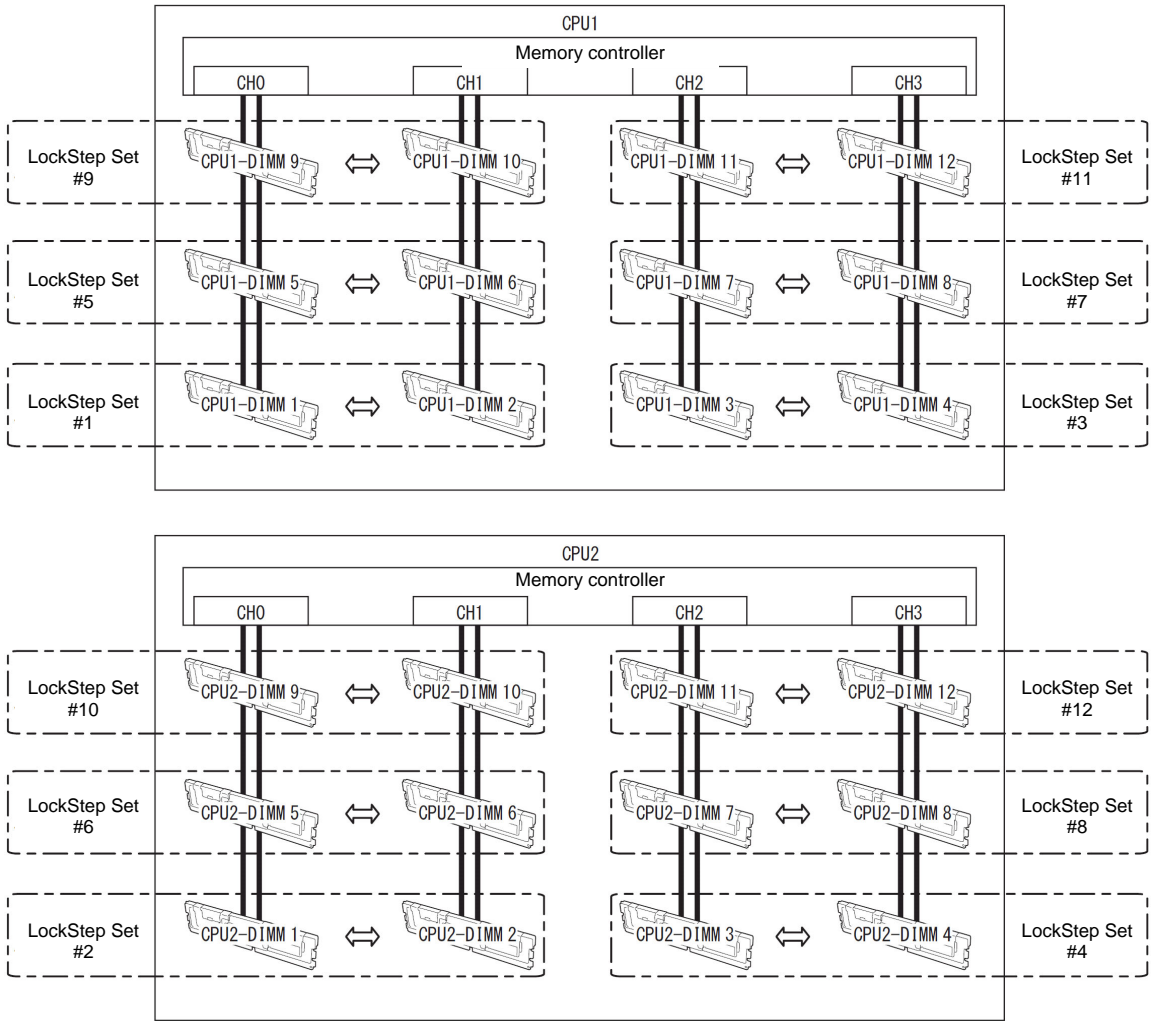 CPU1
Memory controller
CH0 CH1 CH2 CH3
LockStep Set
#9
CPU1-DIMM 9 CPU1-DIMM 10 CPU1-DIMM 11 CPU1-DIMM 12
LockStep Set
#11
LockStep Set
#5
CPU1-DIMM 5 CPU1-DIMM 6 CPU1-DIMM 7 CPU1-DIMM 8
LockStep Set
#7
LockStep Set
#1
CPU1-DIMM 1 CPU1-DIMM 2 CPU1-DIMM 3 CPU1-DIMM 4
LockStep Set
#3
CPU2
Memory controller
CH0 CH1 CH2 CH3
LockStep Set
#10
CPU2-DIMM 9 CPU2-DIMM 10 CPU2-DIMM 11 CPU2-DIMM 12
LockStep Set
#12
LockStep Set
#6
CPU2-DIMM 5 CPU2-DIMM 6 CPU2-DIMM 7 CPU2-DIMM 8
LockStep Set
#8
LockStep Set
#2
CPU2-DIMM 1 CPU2-DIMM 2 CPU2-DIMM 3 CPU2-DIMM 4
LockStep Set
#4